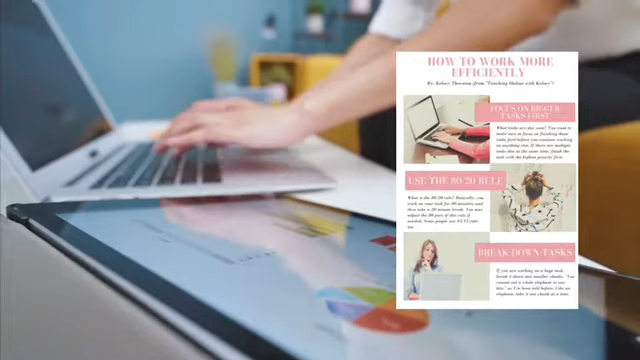 HOW TO WORK MORE
EFFICIENTLY
By: Kelsey Thornton (from "Teaching Online with Kelsey")
FOCUS ON BIGGER
TASKS FIRST
What tasks are due soon? You want to
make sure to focus on finishing those
tasks first before you continue working
on anything else. If there are multiple
tasks due at the same time, finish the
task with the highest priority first.
USE THE 80/20 RULE
What is the 80/20 rule? Basically, you
work on your task for 80 minutes, and
then take a 20 minute break. You may
adjust the 80 part of this rule if
needed. Some people use
too.
BREAK DOWN TASKS
If you are working on a huge task,
break it down into smaller chunks. "You
cannot eat a whole elephant in one
bite," as I've been told before. Like an
elephant, take it one chunk at a time.